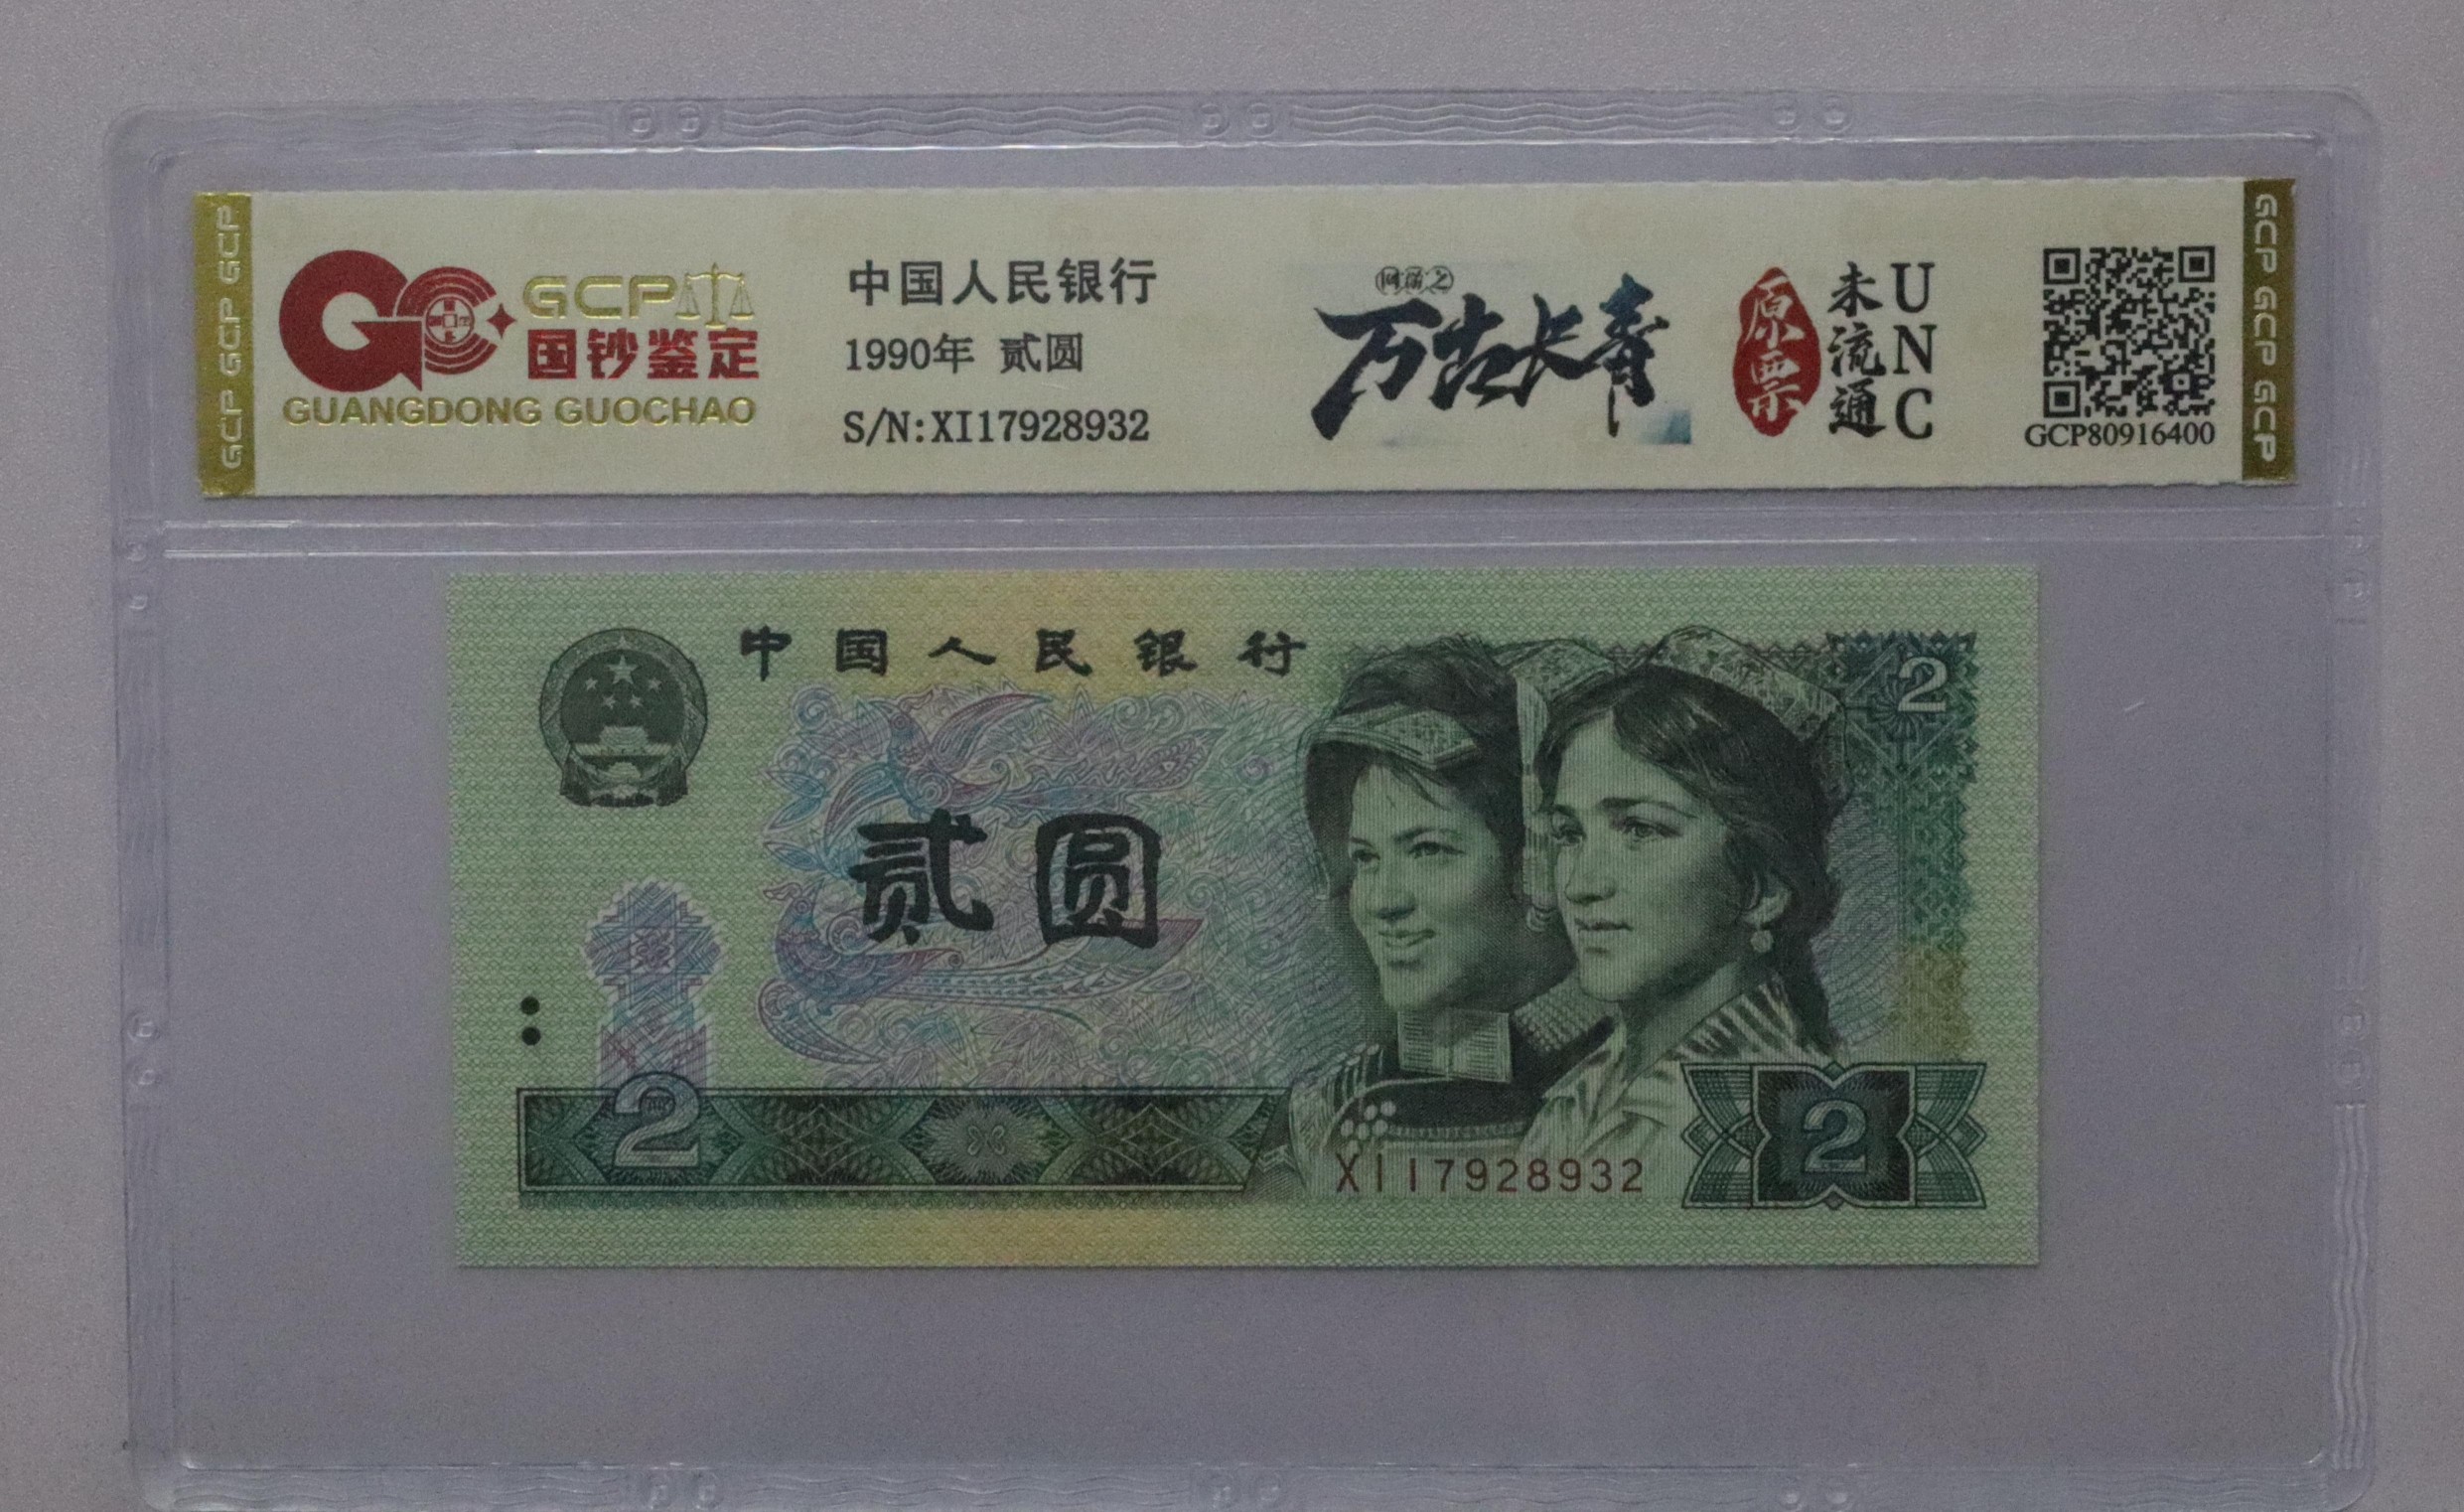 GCP GCP GCP
GCP
国钞鉴定
GUANGDONG GUOCHAO
中国人民银行
1990年 贰圆
S/N:XI17928932
万古长青
原票
未流通
UNC
GCP80916400
GCP GCP GCP
中国人民银行
2
贰圆
2
XI17928932
2